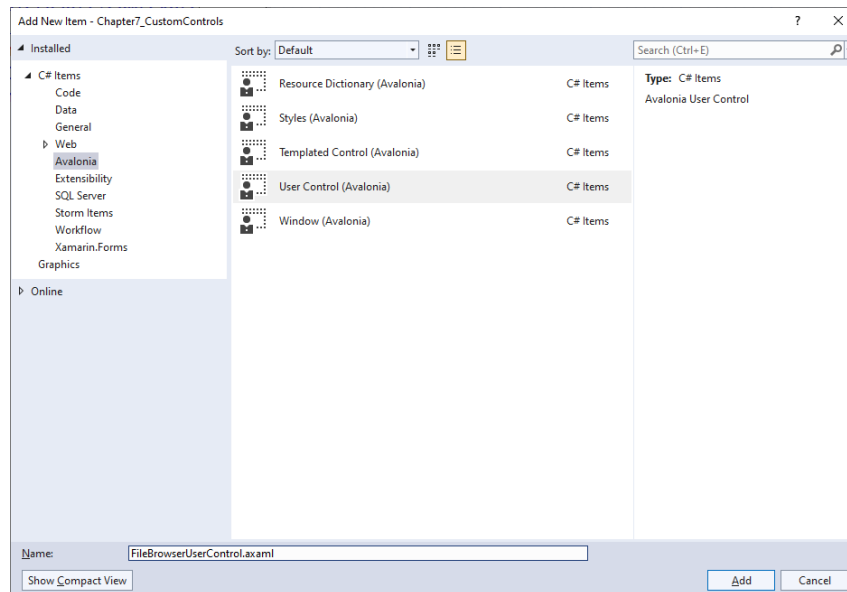 Add New Item - Chapter7_CustomControls ? ×
Installed
Sort by: Default
Search (Ctrl+E)
C# Items
Code
Data
General
Web
Avalonia
Extensibility
SQL Server
Storm Items
Workflow
Xamarin.Forms
Graphics
Online
Resource Dictionary (Avalonia) C# Items
Styles (Avalonia) C# Items
Templated Control (Avalonia) C# Items
User Control (Avalonia) C# Items
Window (Avalonia) C# Items
Type: C# Items
Avalonia User Control
Name: FileBrowserUserControl.axaml
Show Compact View
Add Cancel